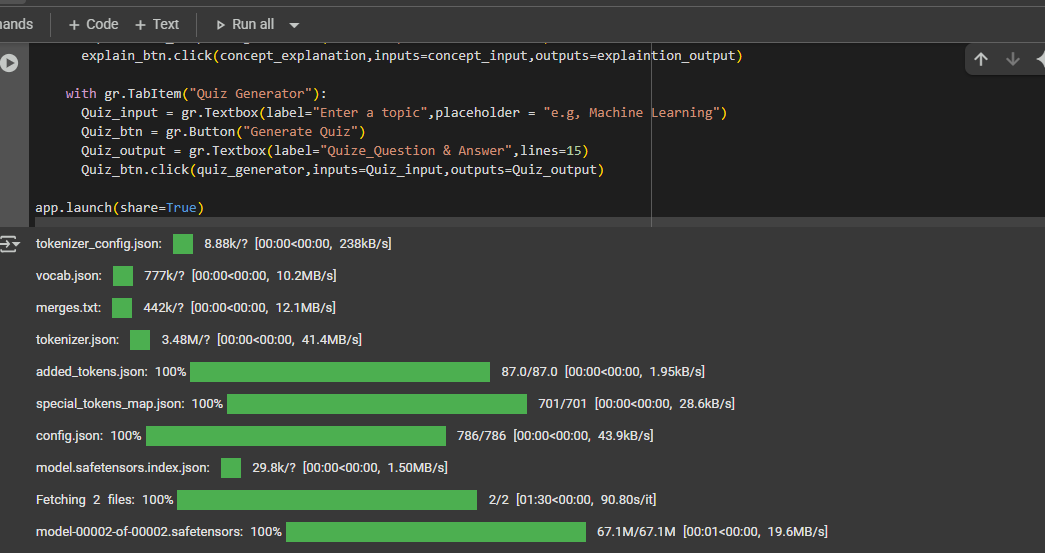 ands + Code + Text Run all
explain_btn.click(concept_explanation,inputs=concept_input,outputs=explaintion_output)
with gr.TabItem("Quiz Generator"):
Quiz_input = gr.Textbox(label="Enter a topic",placeholder = "e.g, Machine Learning")
Quiz_btn = gr.Button("Generate Quiz")
Quiz_output = gr.Textbox(label="Quize_Question & Answer",lines=15)
Quiz_btn.click(quiz_generator,inputs=Quiz_input,outputs=Quiz_output)
app.launch(share=True)
tokenizer_config.json: 8.88k/? [00:00<00:00, 238kB/s]
vocab.json: 777k/? [00:00<00:00, 10.2MB/s]
merges.txt: 442k/? [00:00<00:00, 12.1MB/s]
tokenizer.json: 3.48M/? [00:00<00:00, 41.4MB/s]
added_tokens.json: 100% 87.0/87.0 [00:00<00:00, 1.95kB/s]
special_tokens_map.json: 100% 701/701 [00:00<00:00, 28.6kB/s]
config.json: 100% 786/786 [00:00<00:00, 43.9kB/s]
model.safetensors.index.json: 29.8k/? [00:00<00:00, 1.50MB/s]
Fetching 2 files: 100% 2/2 [01:30<00:00, 90.80s/it]
model-00002-of-00002.safetensors: 100% 67.1M/67.1M [00:01<00:00, 19.6MB/s]